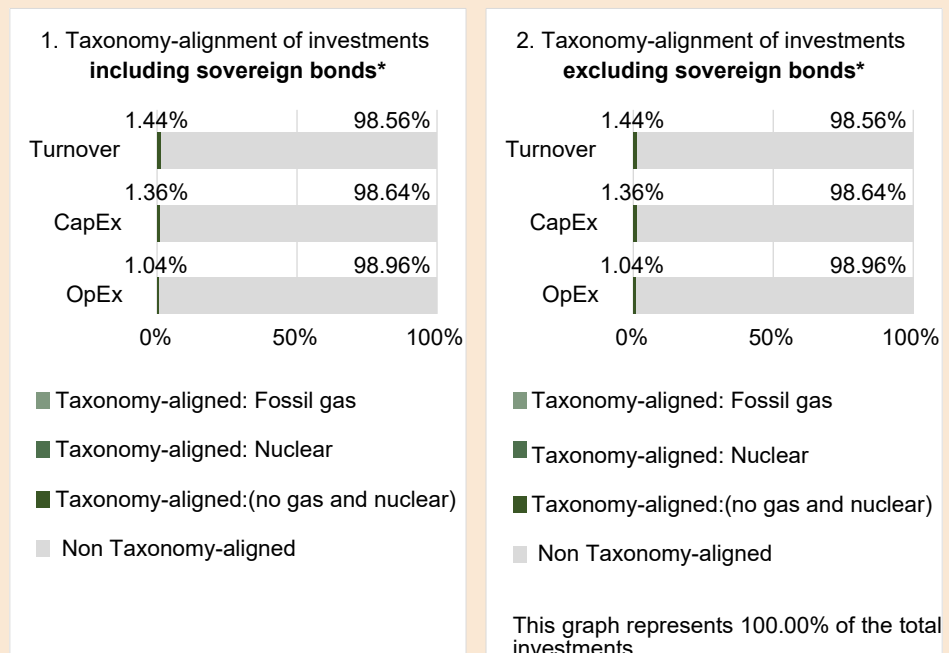 1. Taxonomy-alignment of investments
including sovereign bonds*
1.44% 98.56%
Turnover
1.36% 98.64%
CapEx
1.04% 98.96%
OpEx
0% 50% 100%
Taxonomy-aligned: Fossil gas
Taxonomy-aligned: Nuclear
Taxonomy-aligned:(no gas and nuclear)
Non Taxonomy-aligned
2. Taxonomy-alignment of investments
excluding sovereign bonds*
1.44% 98.56%
Turnover
1.36% 98.64%
CapEx
1.04% 98.96%
OpEx
0% 50% 100%
Taxonomy-aligned: Fossil gas
Taxonomy-aligned: Nuclear
Taxonomy-aligned:(no gas and nuclear)
Non Taxonomy-aligned
This graph represents 100.00% of the total
investments